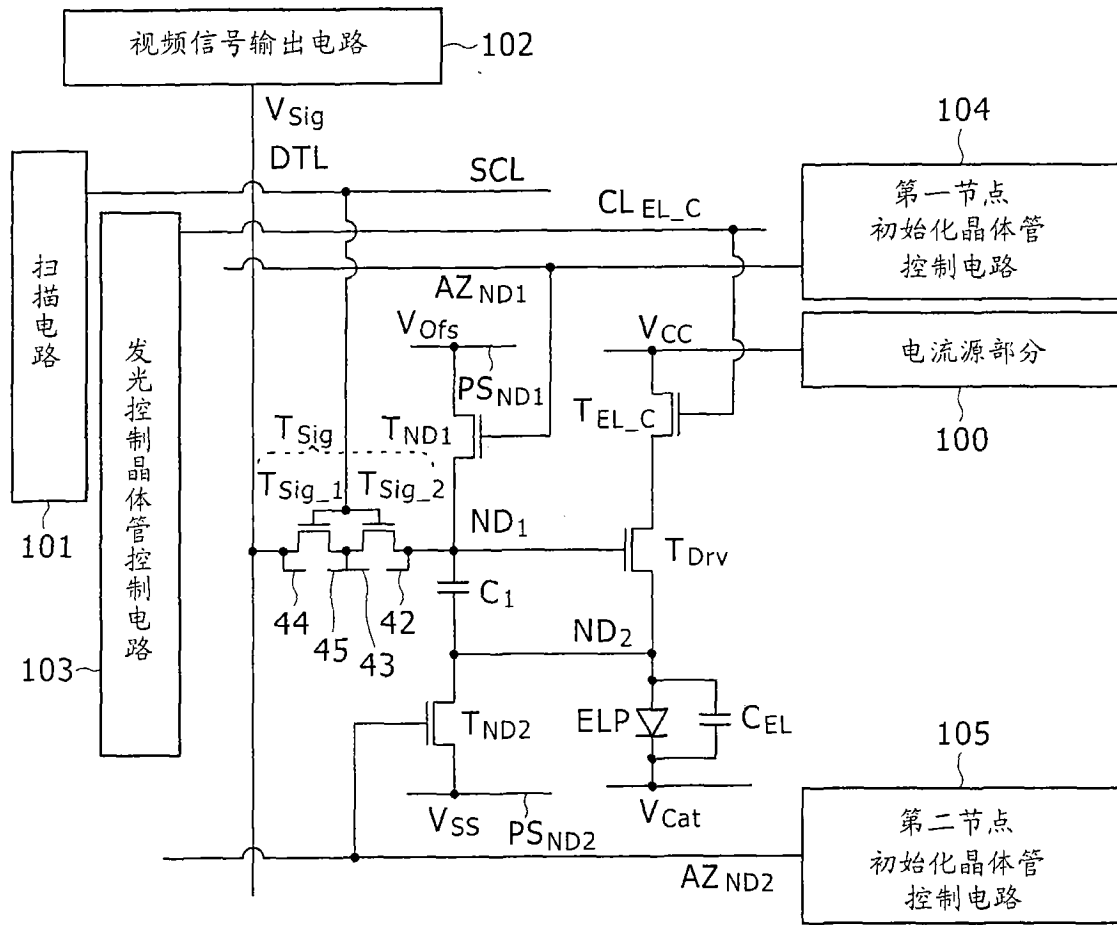 视频信号输出电路
102
VSig
DTL
104
SCL
CLEL_C
第一节点
初始化晶体管
控制电路
扫描电路
AZND1
VOfs
VCC
电流源部分
发光控制晶体管控制电路
PSND1
TEL_C
100
TSig
TND1
TSig_1
TSig_2
101
ND1
TDrv
C1
44
42
45
43
ND2
103
TND2
ELP
CEL
105
VSS
PSND2
VCat
第二节点
初始化晶体管
控制电路
AZND2